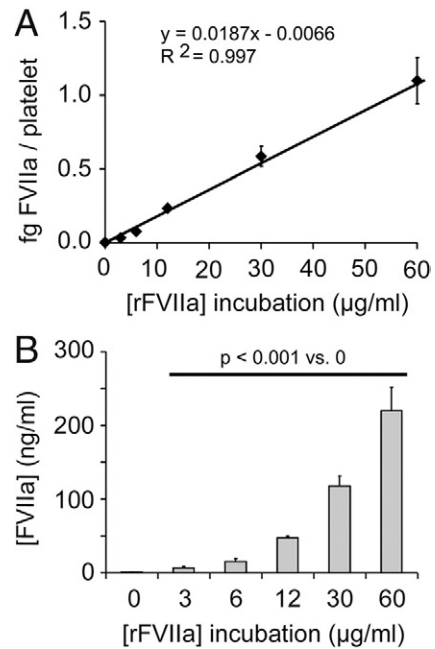 A
y = 0.0187x - 0.0066
R² = 0.997
fg FVIIa / platelet
1.5
1.0
0.5
0.0
0 10 20 30 40 50 60
[rFVIIa] incubation (µg/ml)
B
p < 0.001 vs. 0
[FVIIa] (ng/ml)
300
200
100
0
0 3 6 12 30 60
[rFVIIa] incubation (µg/ml)